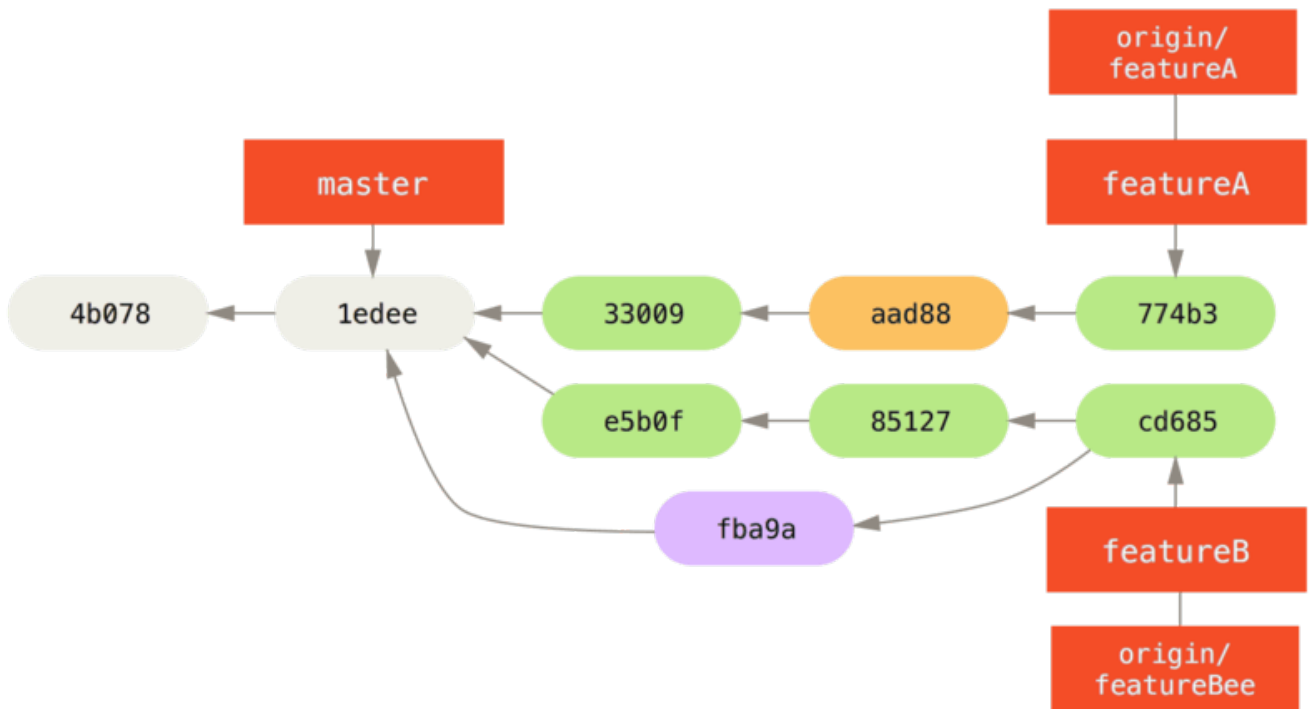 origin/
featureA
master
featureA
4b078
1edee
33009
aad88
774b3
e5b0f
85127
cd685
fba9a
featureB
origin/
featureBee